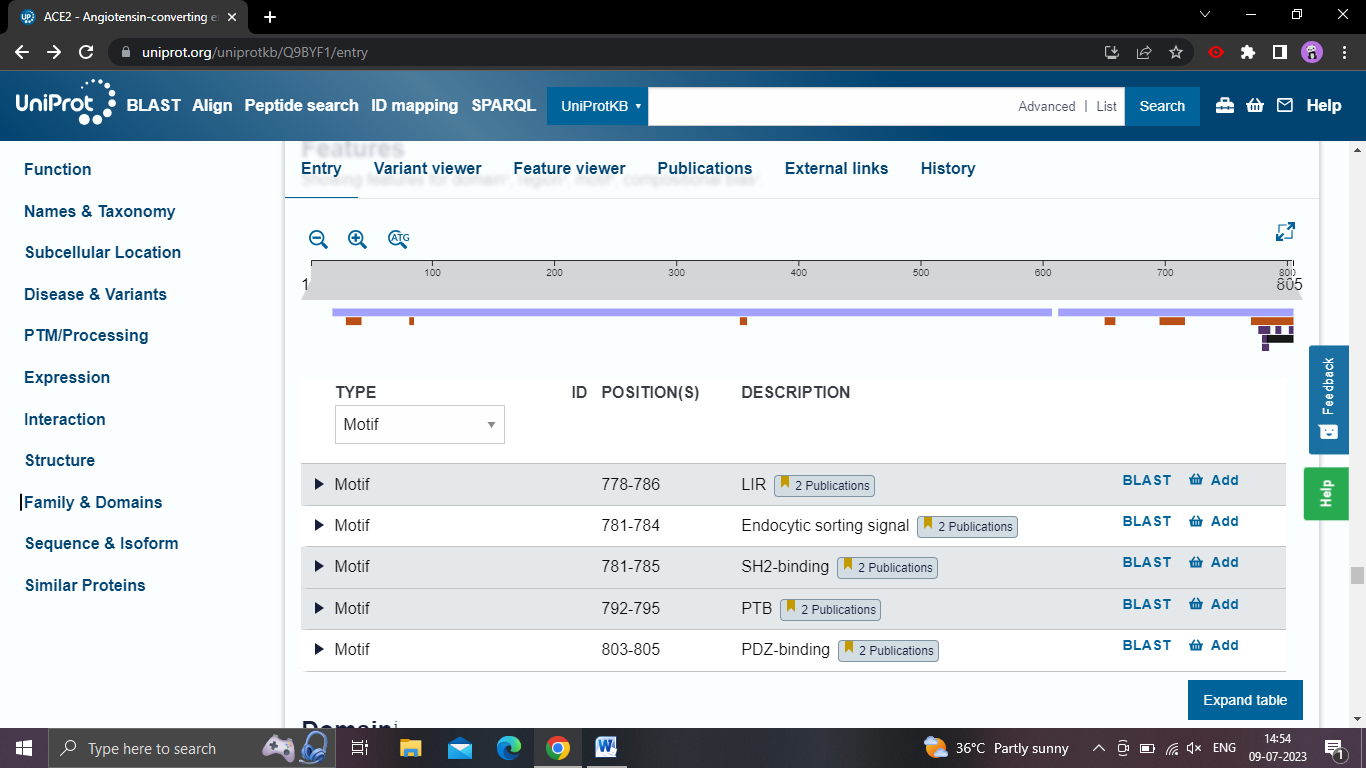 ACE2 - Angiotensin-converting e
uniprot.org/uniprotkb/Q9BYF1/entry
UniProt BLAST Align Peptide search ID mapping SPARQL UniProtKB Advanced | List Search Help
Function
Names & Taxonomy
Subcellular Location
Disease & Variants
PTM/Processing
Expression
Interaction
Structure
Family & Domains
Sequence & Isoform
Similar Proteins
Features
Entry Variant viewer Feature viewer Publications External links History
ATG
100 200 300 400 500 600 700 800
1 805
TYPE ID POSITION(S) DESCRIPTION
Motif
Motif 778-786 LIR 2 Publications BLAST Add
Motif 781-784 Endocytic sorting signal 2 Publications BLAST Add
Motif 781-785 SH2-binding 2 Publications BLAST Add
Motif 792-795 PTB 2 Publications BLAST Add
Motif 803-805 PDZ-binding 2 Publications BLAST Add
Expand table
Domain
Feedback
Help
Type here to search
36°C Partly sunny
ENG
14:54
09-07-2023
1